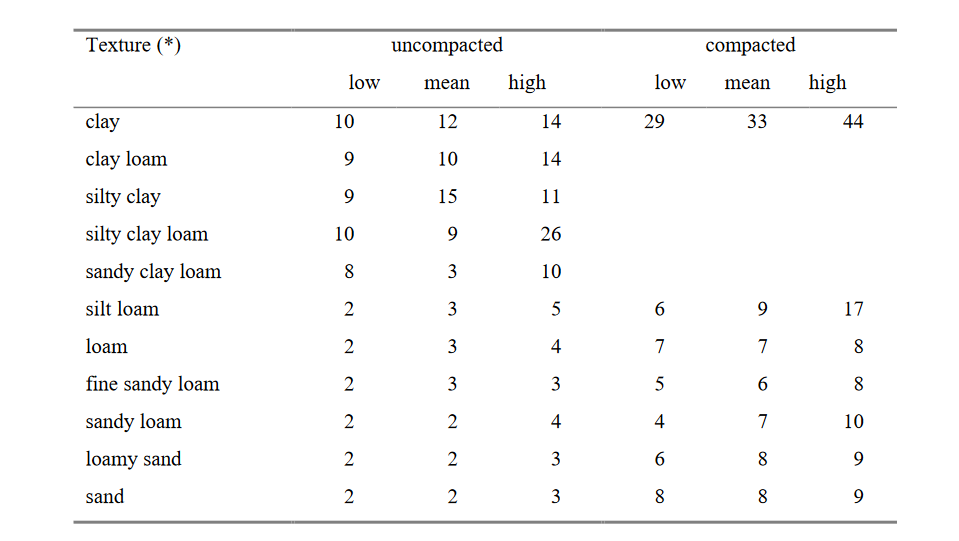 Texture (*) uncompacted compacted
low mean high low mean high
clay 10 12 14 29 33 44
clay loam 9 10 14
silty clay 9 15 11
silty clay loam 10 9 26
sandy clay loam 8 3 10
silt loam 2 3 5 6 9 17
loam 2 3 4 7 7 8
fine sandy loam 2 3 3 5 6 8
sandy loam 2 2 4 4 7 10
loamy sand 2 2 3 6 8 9
sand 2 2 3 8 8 9